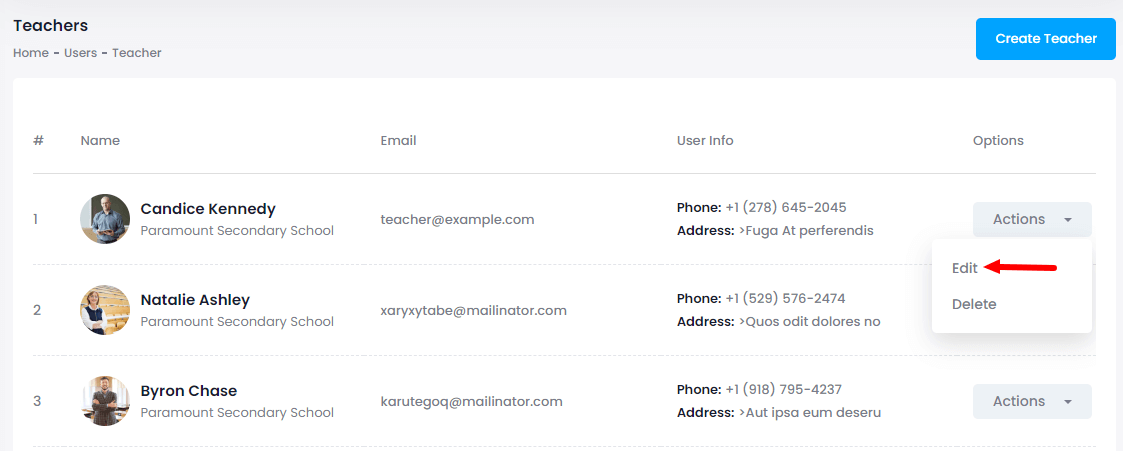 Teachers
Home - Users - Teacher
Create Teacher
# Name Email User Info Options
1 Candice Kennedy teacher@example.com Phone: +1 (278) 645-2045 Actions
Paramount Secondary School Address: >Fuga At perferendis
Edit
Delete
2 Natalie Ashley xaryxytabe@mailinator.com Phone: +1 (529) 576-2474
Paramount Secondary School Address: >Quos odit dolores no
3 Byron Chase karutegoq@mailinator.com Phone: +1 (918) 795-4237 Actions
Paramount Secondary School Address: >Aut ipsa eum deseru